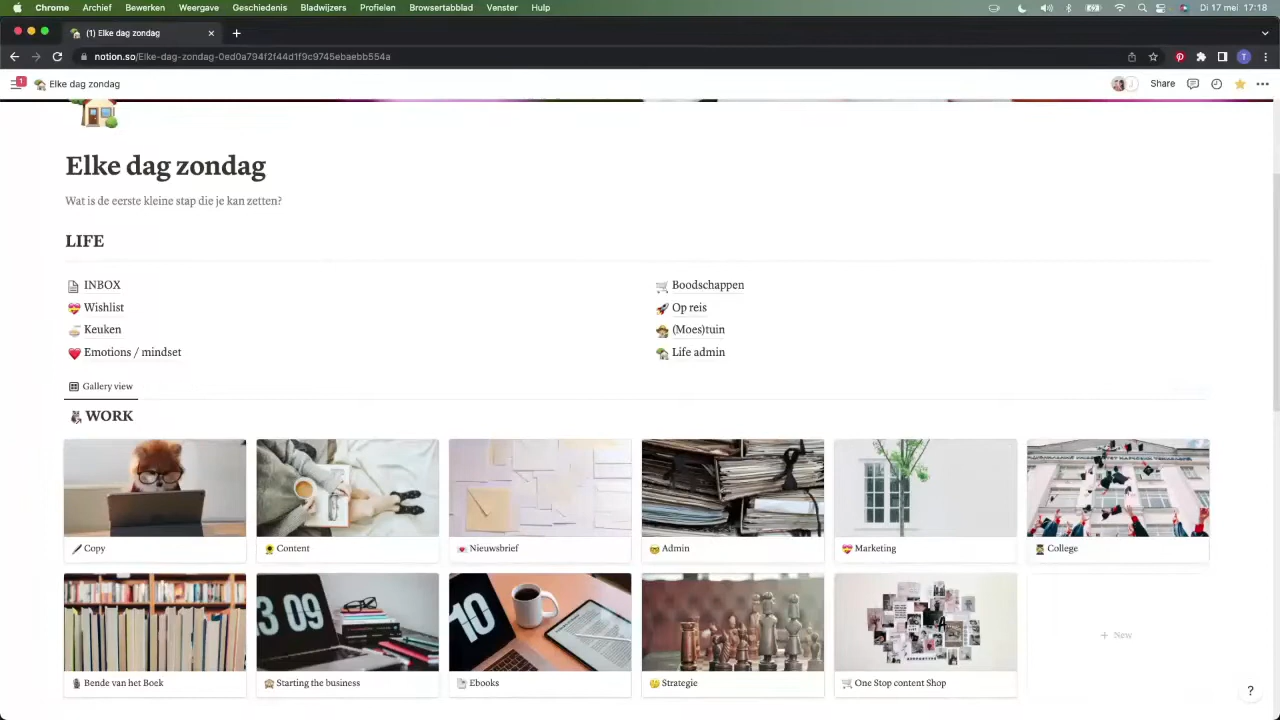 Chrome Archief Bewerken Weergave Geschiedenis Bladwijzers Profielen Browsertabblad Venster Help Di 17 mei 17:18
(1) Elke dag zondag
notion.so/Elke-dag-zondag-0ed0a794f2f44d1f9c9745ebaebb554a T
1 Elke dag zondag J Share
Elke dag zondag
Wat is de eerste kleine stap die je kan zetten?
LIFE
INBOX
Wishlist
Keuken
Emotions / mindset
Boodschappen
Op reis
(Moes)tuin
Life admin
Gallery view
WORK
Copy
Content
Nieuwsbrief
Admin
Marketing
College
13 09
10
Bende van het Boek
Starting the business
Ebooks
Strategie
One Stop content Shop
+ New
?